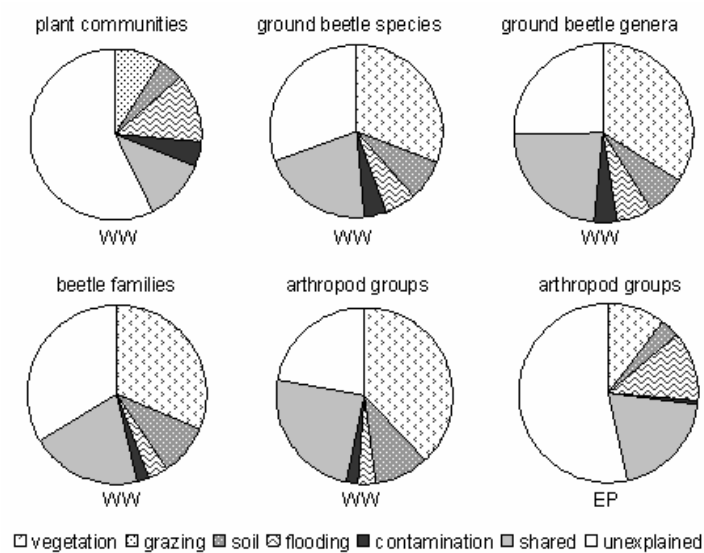 plant communities ground beetle species ground beetle genera
WW WW WW
beetle families arthropod groups arthropod groups
WW WW EP
vegetation grazing soil flooding contamination shared unexplained